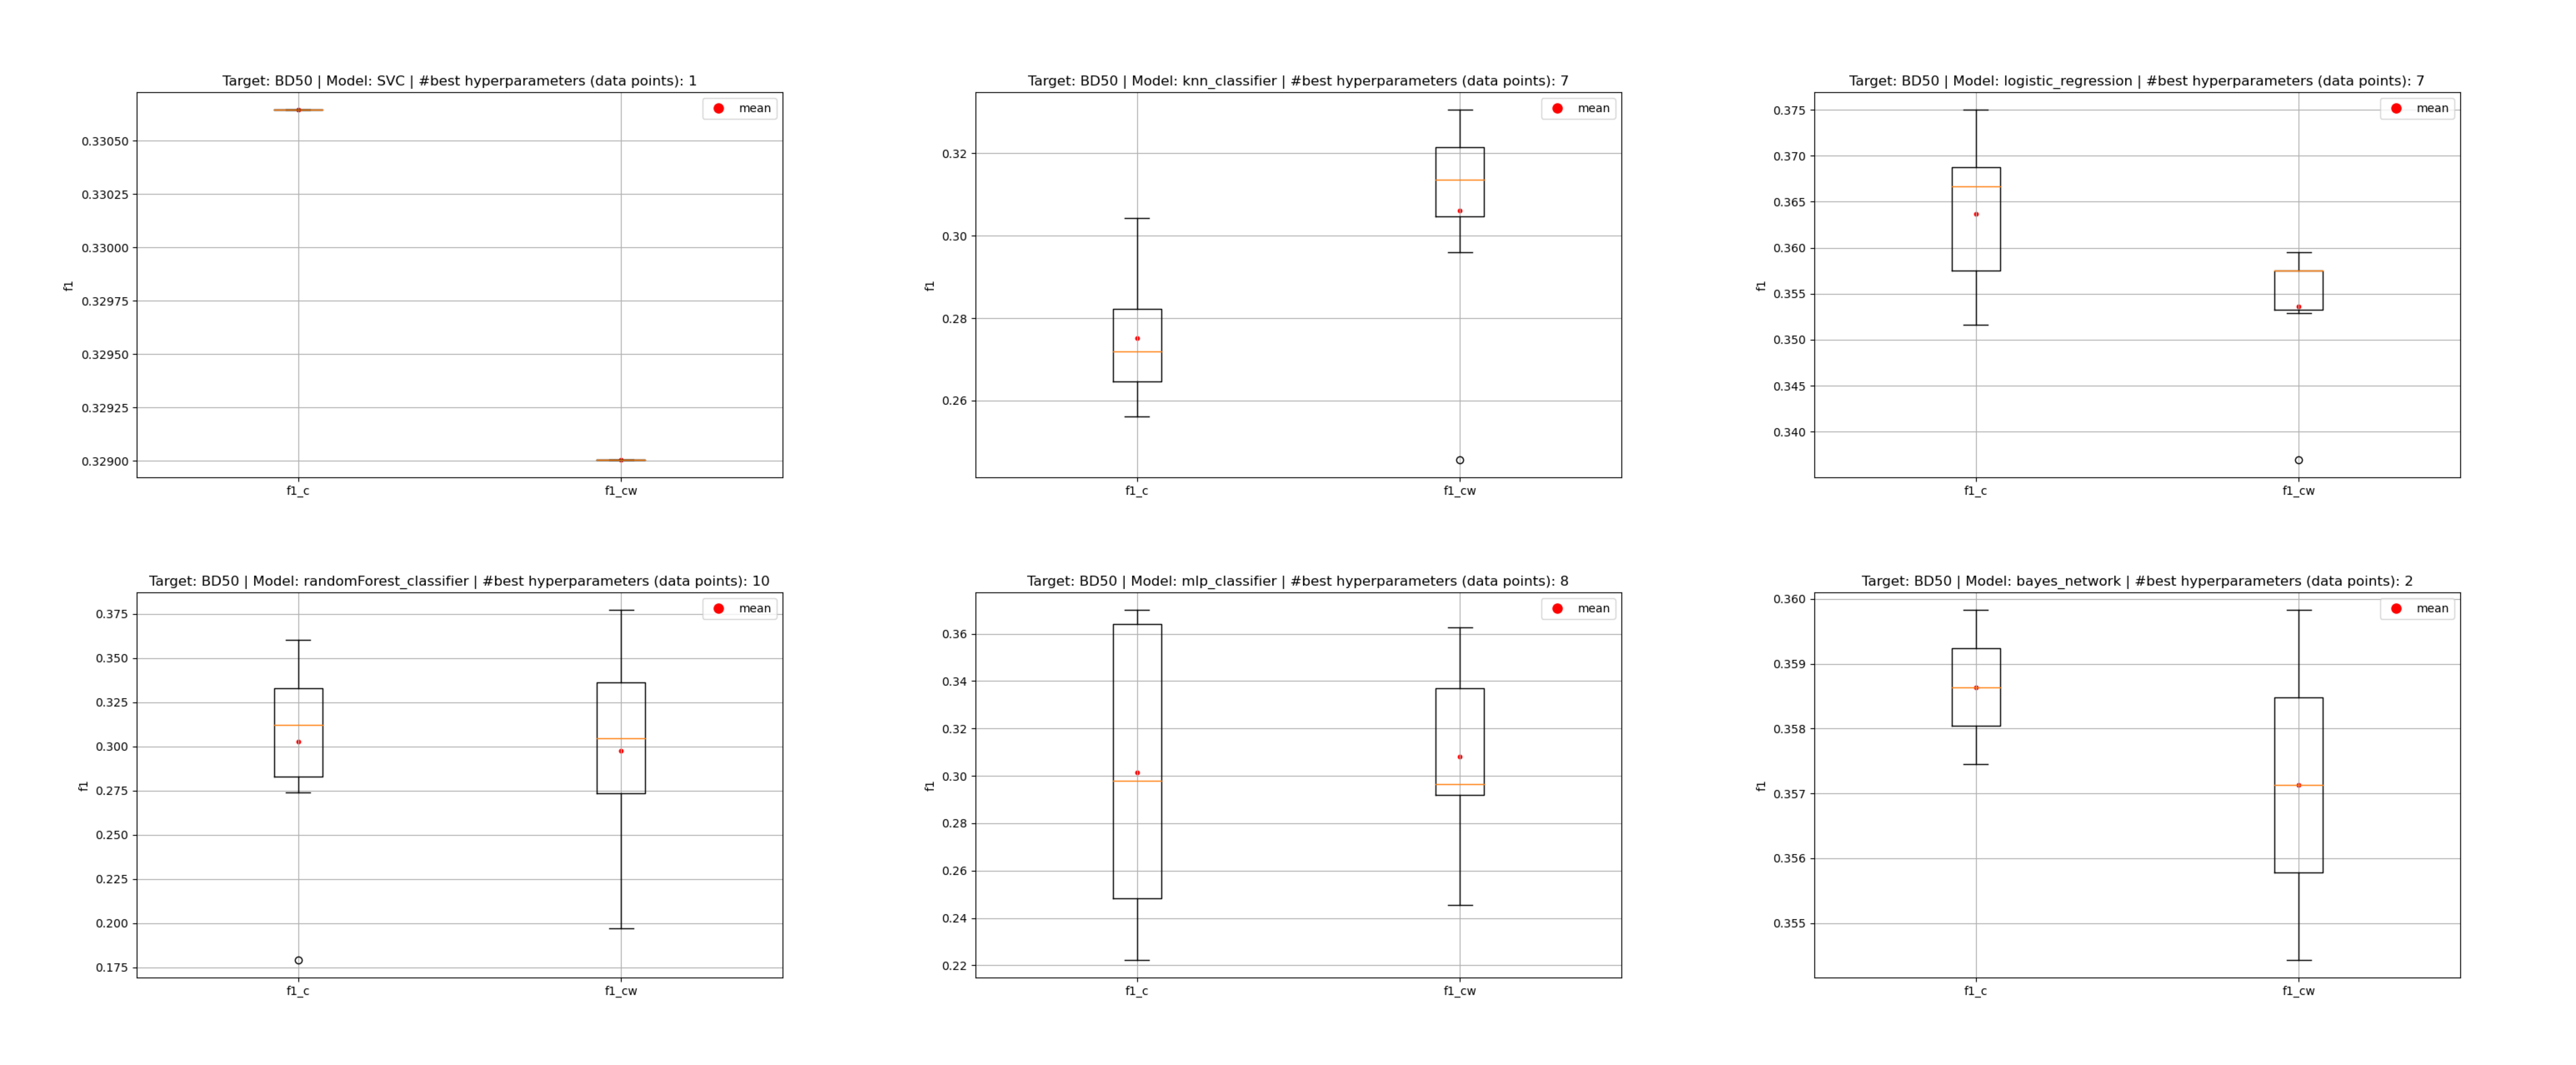 Target: BD50 | Model: SVC | #best hyperparameters (data points): 1
mean
0.33050
0.33025
0.33000
0.32975
0.32950
0.32925
0.32900
f1
f1_c
f1_cw
Target: BD50 | Model: knn_classifier | #best hyperparameters (data points): 7
mean
0.32
0.30
0.28
0.26
f1
f1_c
f1_cw
Target: BD50 | Model: logistic_regression | #best hyperparameters (data points): 7
mean
0.375
0.370
0.365
0.360
0.355
0.350
0.345
0.340
f1
f1_c
f1_cw
Target: BD50 | Model: randomForest_classifier | #best hyperparameters (data points): 10
mean
0.375
0.350
0.325
0.300
0.275
0.250
0.225
0.200
0.175
f1
f1_c
f1_cw
Target: BD50 | Model: mlp_classifier | #best hyperparameters (data points): 8
mean
0.36
0.34
0.32
0.30
0.28
0.26
0.24
0.22
f1
f1_c
f1_cw
Target: BD50 | Model: bayes_network | #best hyperparameters (data points): 2
mean
0.360
0.359
0.358
0.357
0.356
0.355
f1
f1_c
f1_cw